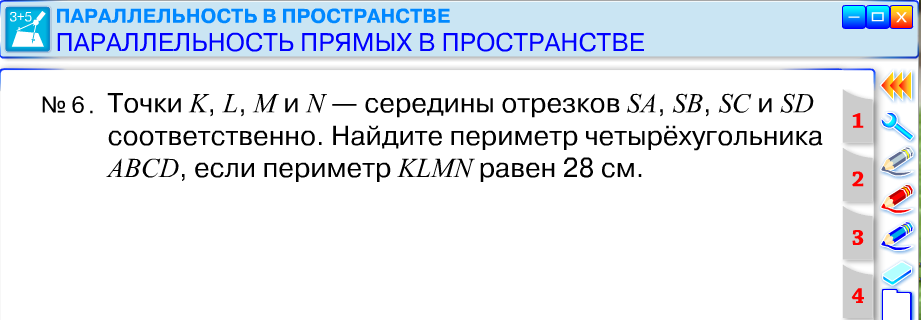 3+5
ПАРАЛЛЕЛЬНОСТЬ В ПРОСТРАНСТВЕ
ПАРАЛЛЕЛЬНОСТЬ ПРЯМЫХ В ПРОСТРАНСТВЕ
№ 6. Точки K, L, M и N — середины отрезков SA, SB, SC и SD
соответственно. Найдите периметр четырёхугольника
ABCD, если периметр KLMN равен 28 см.
1
2
3
4